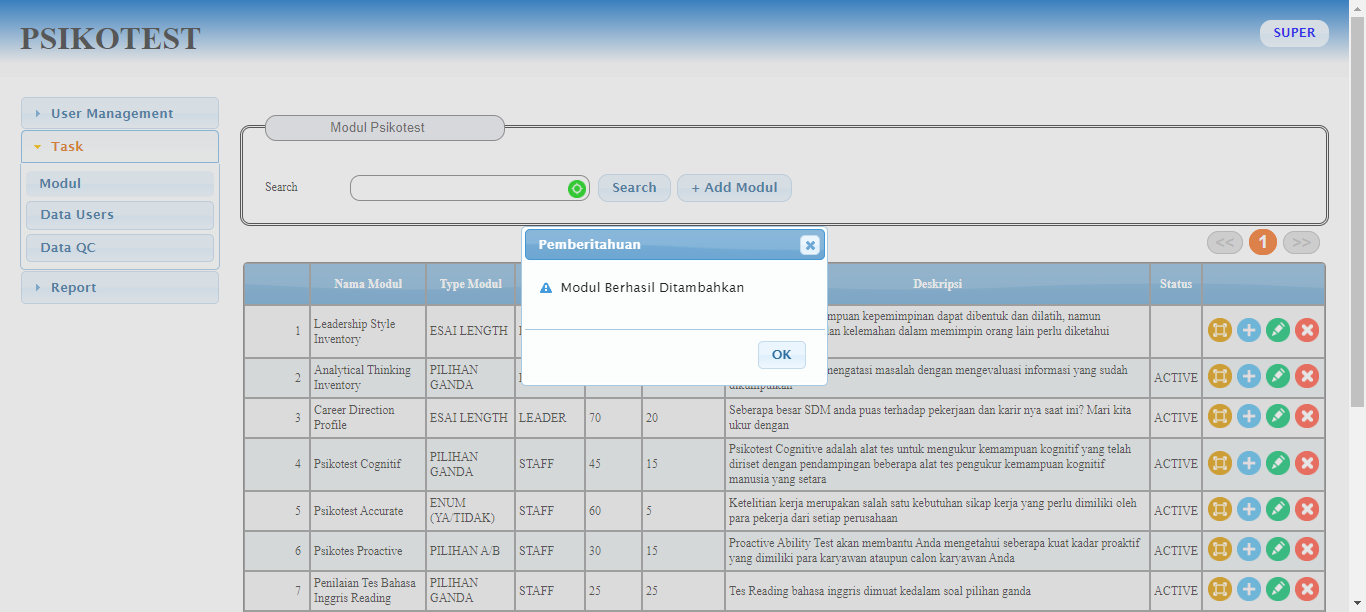 PSIKOTEST
SUPER
User Management
Task
Modul
Data Users
Data QC
Report
Modul Psikotest
Search
Search
+ Add Modul
<< 1 >>
Pemberitahuan
Modul Berhasil Ditambahkan
OK
Nama Modul Type Modul Deskripsi Status
1 Leadership Style
Inventory
ESAI LENGTH
kepemimpinan dapat dibentuk dan dilatih, namun
kelemahan dalam memimpin orang lain perlu diketahui
2 Analytical Thinking
Inventory
PILIHAN
GANDA
mengatasi masalah dengan mengevaluasi informasi yang sudah
dikumpulkan
ACTIVE
3 Career Direction
Profile
ESAI LENGTH LEADER 70 20
Seberapa besar SDM anda puas terhadap pekerjaan dan karir nya saat ini? Mari kita
ukur dengan
ACTIVE
4 Psikotest Cognitif
PILIHAN
GANDA
STAFF 45 15
Psikotest Cognitive adalah alat tes untuk mengukur kemampuan kognitif yang telah
diriset dengan pendampingan beberapa alat tes pengukur kemampuan kognitif
manusia yang setara
ACTIVE
5 Psikotest Accurate
ENUM
(YA/TIDAK)
STAFF 60 5
Ketelitian kerja merupakan salah satu kebutuhan sikap kerja yang perlu dimiliki oleh
para pekerja dari setiap perusahaan
ACTIVE
6 Psikotes Proactive PILIHAN A/B STAFF 30 15
Proactive Ability Test akan membantu Anda mengetahui seberapa kuat kadar proaktif
yang dimiliki para karyawan ataupun calon karyawan Anda
ACTIVE
7 Penilaian Tes Bahasa
Inggris Reading
PILIHAN
GANDA
STAFF 25 25
Tes Reading bahasa inggris dimuat kedalam soal pilihan ganda
ACTIVE